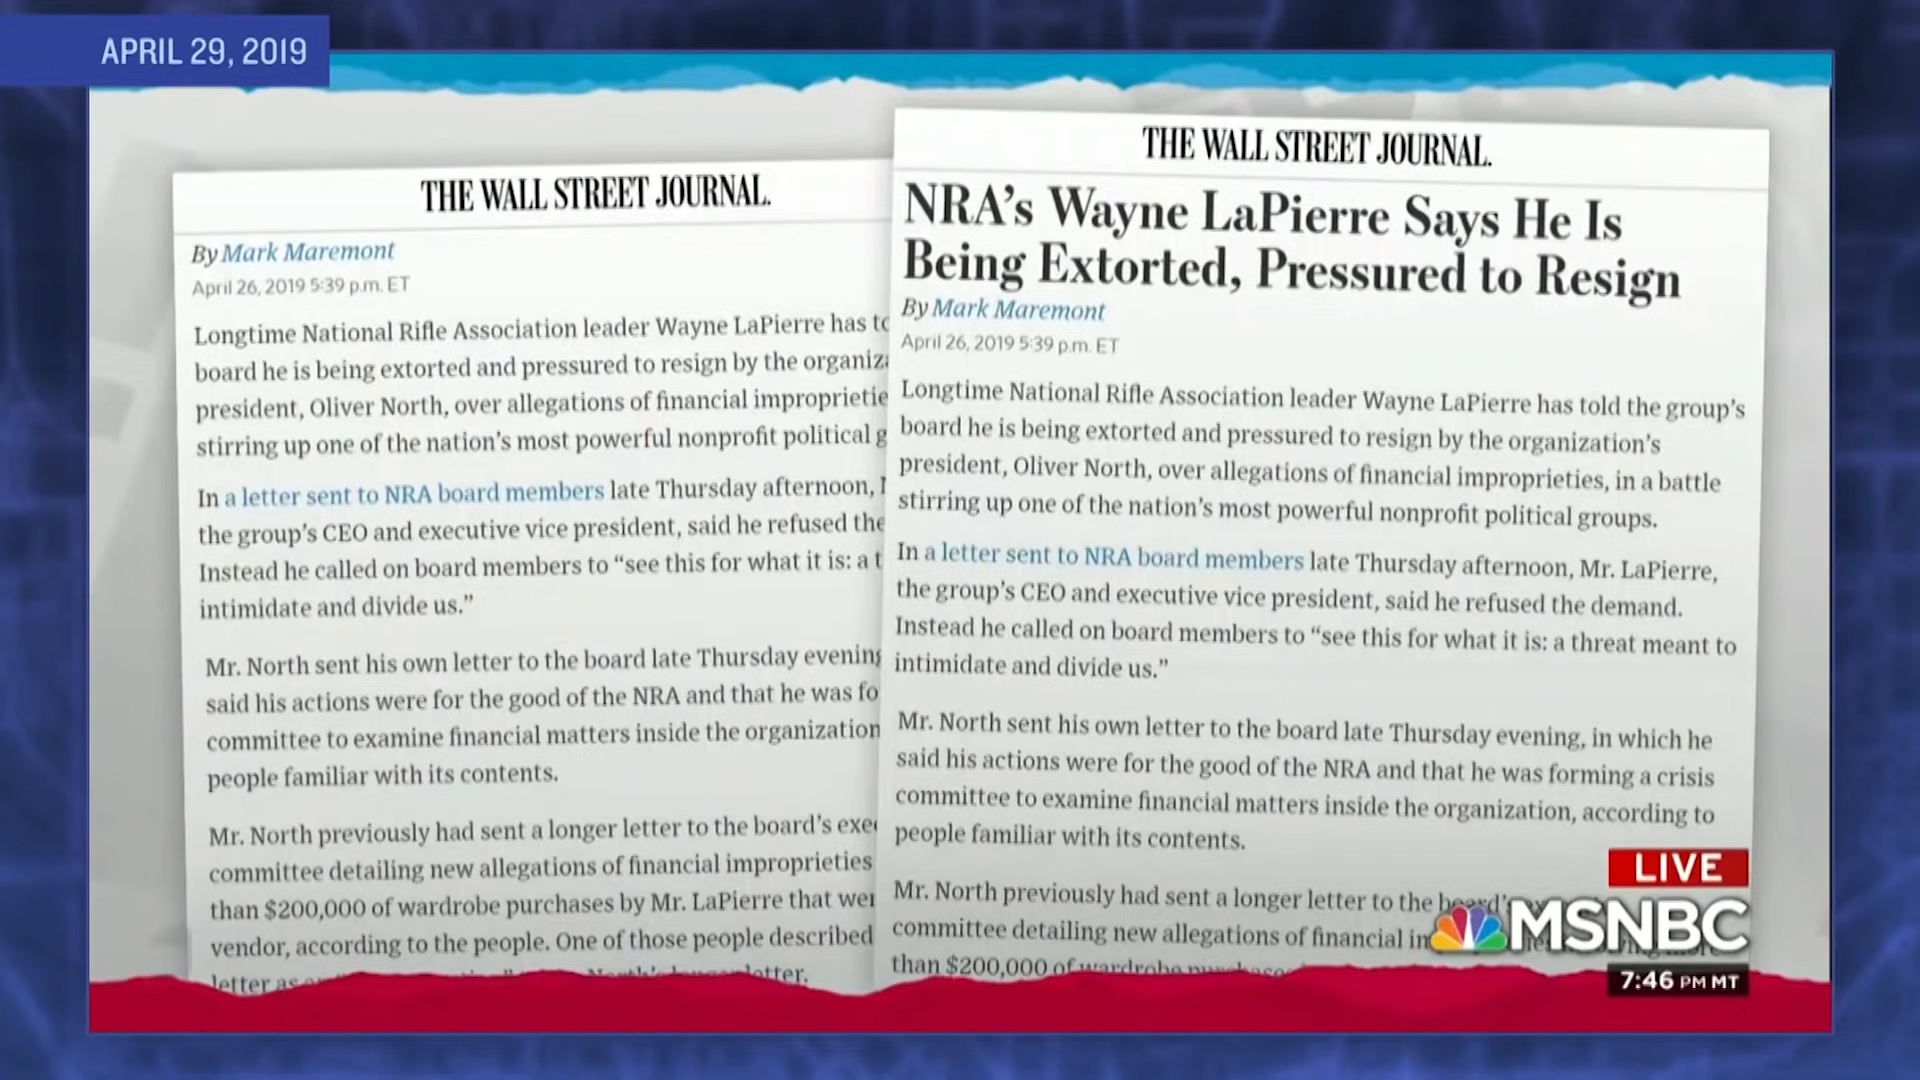 APRIL 29, 2019
THE WALL STREET JOURNAL.
By Mark Maremont
April 26, 2019 5:39 p.m. ET
Longtime National Rifle Association leader Wayne LaPierre has
board he is being extorted and pressured to resign by the
president, Oliver North, over allegations of financial
stirring up one of the nation's most powerful nonprofit political
In a letter sent to NRA board members late Thursday afternoon,
the group's CEO and executive vice president, said he refused the
Instead he called on board members to “see this for what it is: a
intimidate and divide us.”
Mr. North sent his own letter to the board late Thursday evening
said his actions were for the good of the NRA and that he was
committee to examine financial matters inside the organization
people familiar with its contents.
Mr. North previously had sent a longer letter to the board's
committee detailing new allegations of financial improprieties
than $200,000 of wardrobe purchases by Mr. LaPierre that
vendor, according to the people. One of those people described
letter as
letter.
THE WALL STREET JOURNAL.
NRA's Wayne LaPierre Says He Is
Being Extorted, Pressured to Resign
By Mark Maremont
April 26, 2019 5:39 p.m. ET
Longtime National Rifle Association leader Wayne LaPierre has told the group's
board he is being extorted and pressured to resign by the organization's
president, Oliver North, over allegations of financial improprieties, in a battle
stirring up one of the nation's most powerful nonprofit political groups.
In a letter sent to NRA board members late Thursday afternoon, Mr. LaPierre,
the group's CEO and executive vice president, said he refused the demand.
Instead he called on board members to “see this for what it is: a threat meant to
intimidate and divide us.”
Mr. North sent his own letter to the board late Thursday evening, in which he
said his actions were for the good of the NRA and that he was forming a crisis
committee to examine financial matters inside the organization, according to
people familiar with its contents.
Mr. North previously had sent a longer letter to the board's
committee detailing new allegations of financial
than $200,000 of wardrobe
LIVE
MSNBC
7:46 PM MT